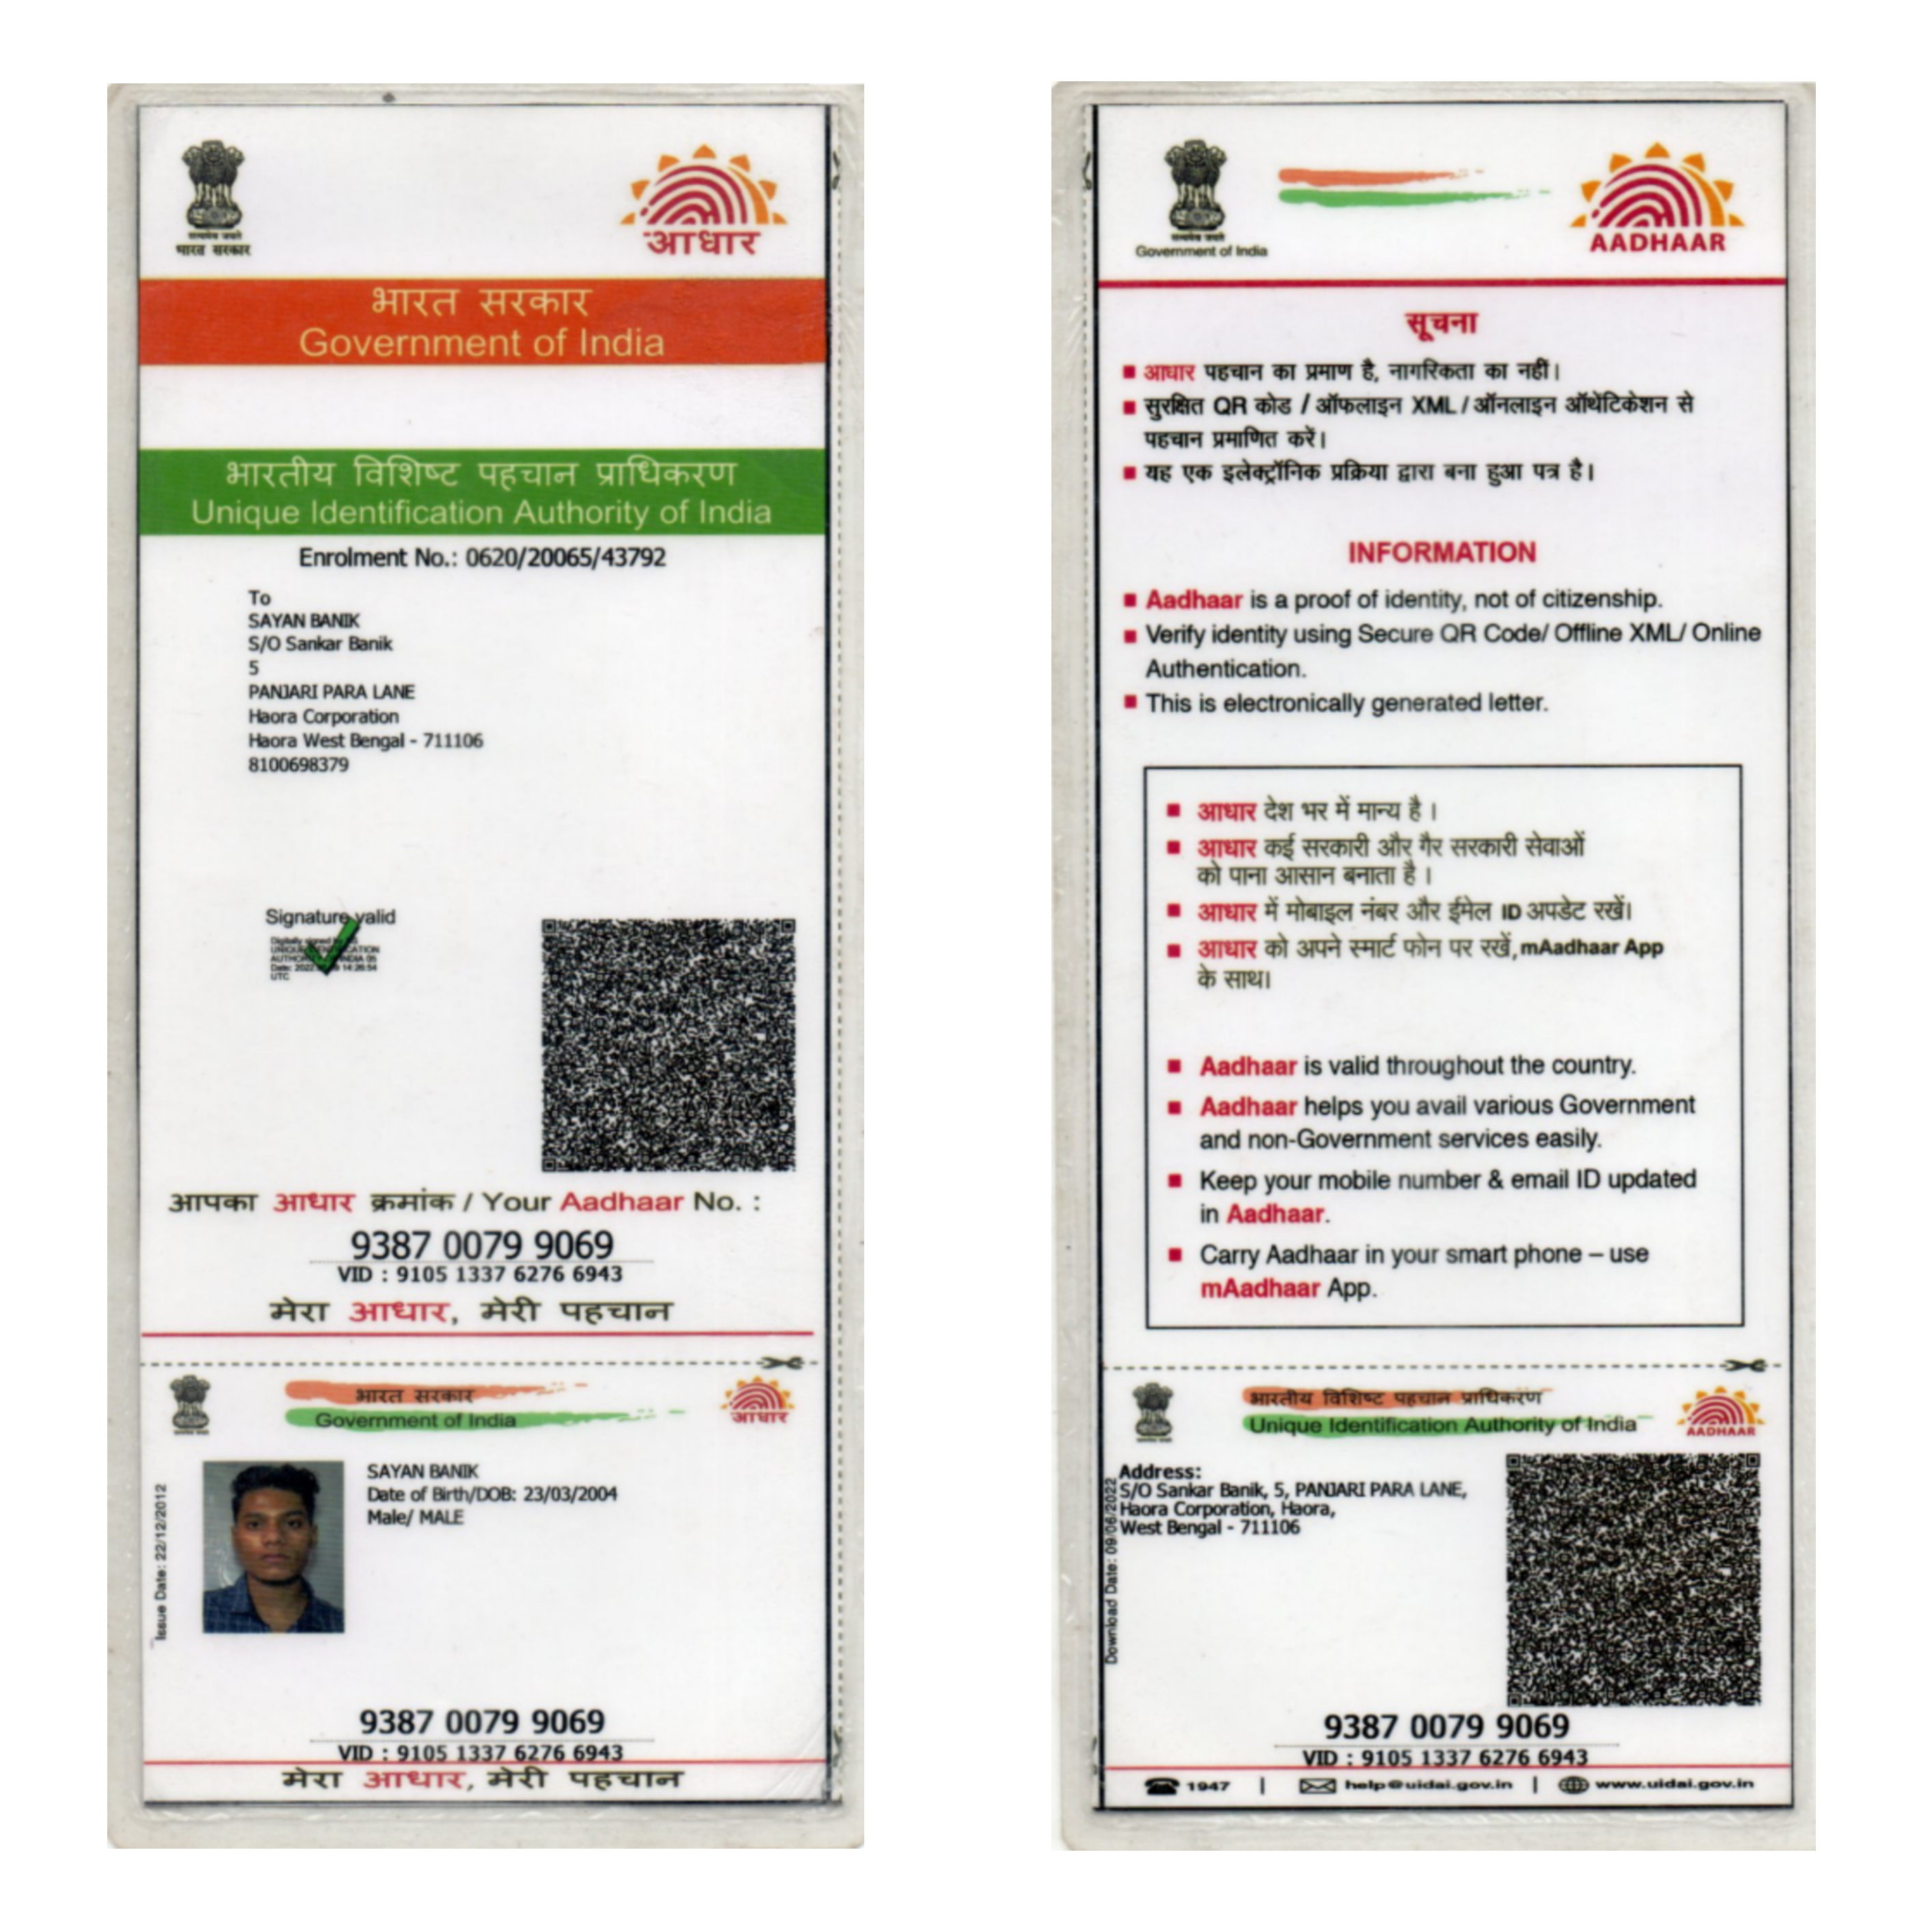 सत्यमेव जयते
भारत सरकार
आधार
भारत सरकार
Government of India
भारतीय विशिष्ट पहचान प्राधिकरण
Unique Identification Authority of India
Enrolment No.: 0620/20065/43792
To
SAYAN BANIK
S/O Sankar Banik
5
PANJARI PARA LANE
Haora Corporation
Haora West Bengal - 711106
8100698379
Signature valid
Digitally signed
UNIQUE
AUTHORITY INDIA 05
Date: 2022 14:26:54
UTC
आपका आधार क्रमांक / Your Aadhaar No. :
9387 0079 9069
VID : 9105 1337 6276 6943
मेरा आधार, मेरी पहचान
भारत सरकार
Government of India
आधार
Issue Date: 22/12/2012
SAYAN BANIK
Date of Birth/DOB: 23/03/2004
Male/ MALE
9387 0079 9069
VID : 9105 1337 6276 6943
मेरा आधार, मेरी पहचान
सत्यमेव जयते
Government of India
AADHAAR
सूचना
आधार पहचान का प्रमाण है, नागरिकता का नहीं।
सुरक्षित QR कोड / ऑफलाइन XML / ऑनलाइन ऑथेंटिकेशन से
पहचान प्रमाणित करें।
यह एक इलेक्ट्रॉनिक प्रक्रिया द्वारा बना हुआ पत्र है।
INFORMATION
Aadhaar is a proof of identity, not of citizenship.
Verify identity using Secure QR Code/ Offline XML/ Online
Authentication.
This is electronically generated letter.
आधार देश भर में मान्य है ।
आधार कई सरकारी और गैर सरकारी सेवाओं
को पाना आसान बनाता है ।
आधार में मोबाइल नंबर और ईमेल ID अपडेट रखें।
आधार को अपने स्मार्ट फोन पर रखें, mAadhaar App
के साथ।
Aadhaar is valid throughout the country.
Aadhaar helps you avail various Government
and non-Government services easily.
Keep your mobile number & email ID updated
in Aadhaar.
Carry Aadhaar in your smart phone – use
mAadhaar App.
भारतीय विशिष्ट पहचान प्राधिकरण
Unique Identification Authority of India
AADHAAR
Download Date: 09/06/2022
Address:
S/O Sankar Banik, 5, PANJARI PARA LANE,
Haora Corporation, Haora,
West Bengal - 711106
9387 0079 9069
VID : 9105 1337 6276 6943
1947 | help@uidai.gov.in | www.uidai.gov.in